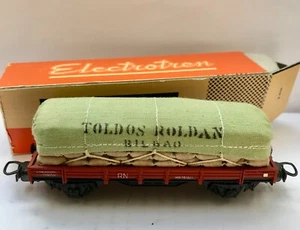 Electrotren
TOLDOS ROLDAN
BILBAO
RN